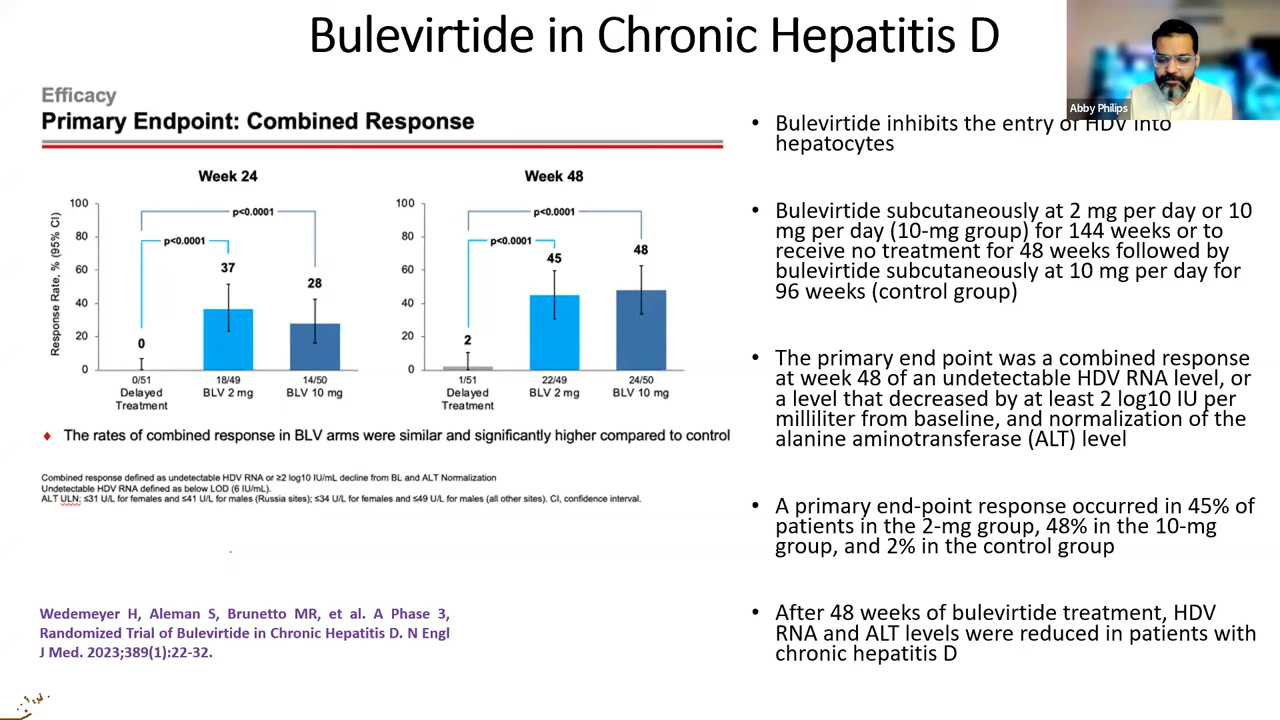 Bulevirtide in Chronic Hepatitis D
Abby Philips
Efficacy
Primary Endpoint: Combined Response
Week 24
Response Rate, % (95% CI)
100
80
60
40
20
0
p<0.0001
p<0.0001
0
37
28
0/51
Delayed
Treatment
18/49
BLV 2 mg
14/50
BLV 10 mg
Week 48
100
80
60
40
20
0
p<0.0001
p<0.0001
2
45
48
1/51
Delayed
Treatment
22/49
BLV 2 mg
24/50
BLV 10 mg
♦ The rates of combined response in BLV arms were similar and significantly higher compared to control
Combined response defined as undetectable HDV RNA or ≥2 log10 IU/mL decline from BL and ALT Normalization
Undetectable HDV RNA defined as below LOD (6 IU/mL).
ALT ULN: ≤31 U/L for females and ≤41 U/L for males (Russia sites); ≤34 U/L for females and ≤49 U/L for males (all other sites). CI, confidence interval.
Wedemeyer H, Aleman S, Brunetto MR, et al. A Phase 3,
Randomized Trial of Bulevirtide in Chronic Hepatitis D. N Engl
J Med. 2023;389(1):22-32.
• Bulevirtide inhibits the entry of HDV into
hepatocytes
• Bulevirtide subcutaneously at 2 mg per day or 10
mg per day (10-mg group) for 144 weeks or to
receive no treatment for 48 weeks followed by
bulevirtide subcutaneously at 10 mg per day for
96 weeks (control group)
• The primary end point was a combined response
at week 48 of an undetectable HDV RNA level, or
a level that decreased by at least 2 log10 IU per
milliliter from baseline, and normalization of the
alanine aminotransferase (ALT) level
• A primary end-point response occurred in 45% of
patients in the 2-mg group, 48% in the 10-mg
group, and 2% in the control group
• After 48 weeks of bulevirtide treatment, HDV
RNA and ALT levels were reduced in patients with
chronic hepatitis D